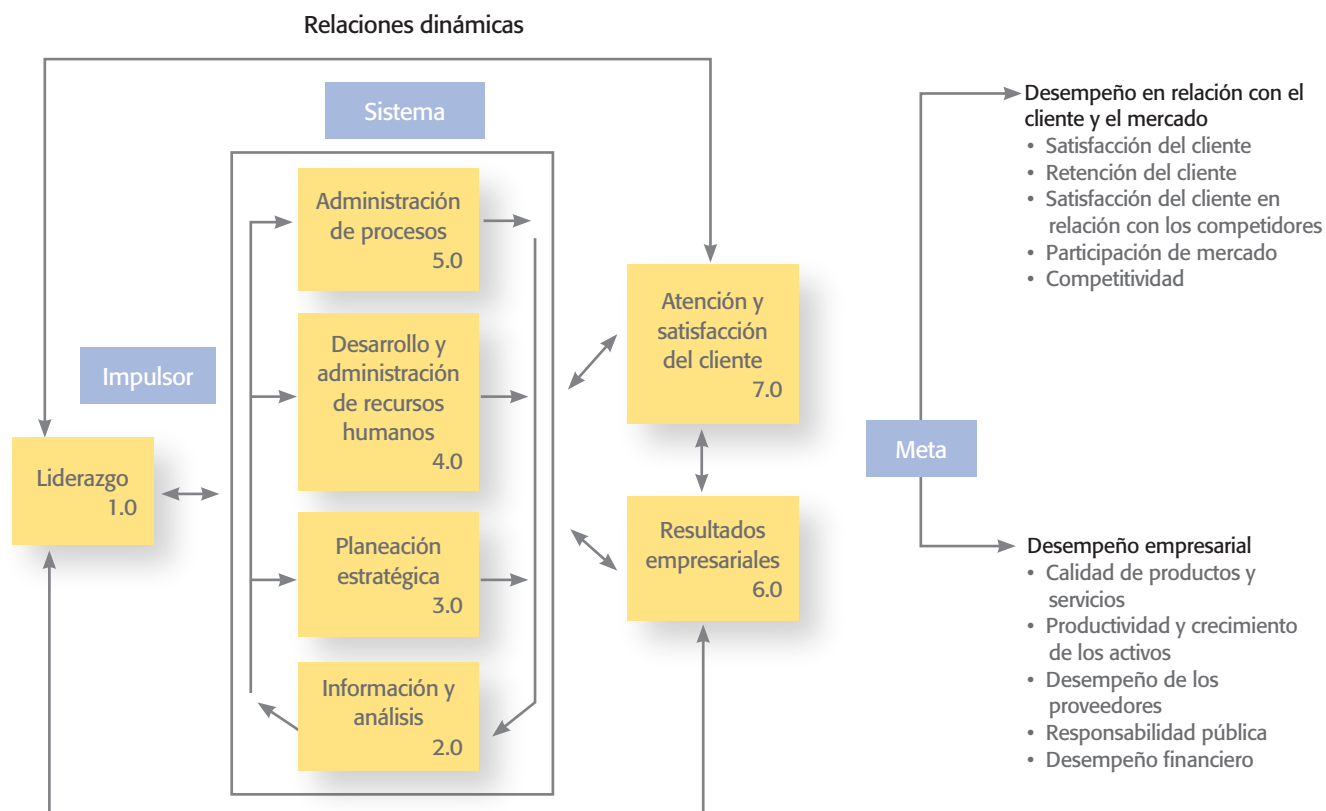 Relaciones dinámicas
Sistema
Impulsor
Liderazgo
1.0
Administración
de procesos
5.0
Desarrollo y
administración
de recursos
humanos
4.0
Planeación
estratégica
3.0
Información y
análisis
2.0
Atención y
satisfacción
del cliente
7.0
Resultados
empresariales
6.0
Meta
Desempeño en relación con el
cliente y el mercado
• Satisfacción del cliente
• Retención del cliente
• Satisfacción del cliente en
relación con los competidores
• Participación de mercado
• Competitividad
Desempeño empresarial
• Calidad de productos y
servicios
• Productividad y crecimiento
de los activos
• Desempeño de los
proveedores
• Responsabilidad pública
• Desempeño financiero